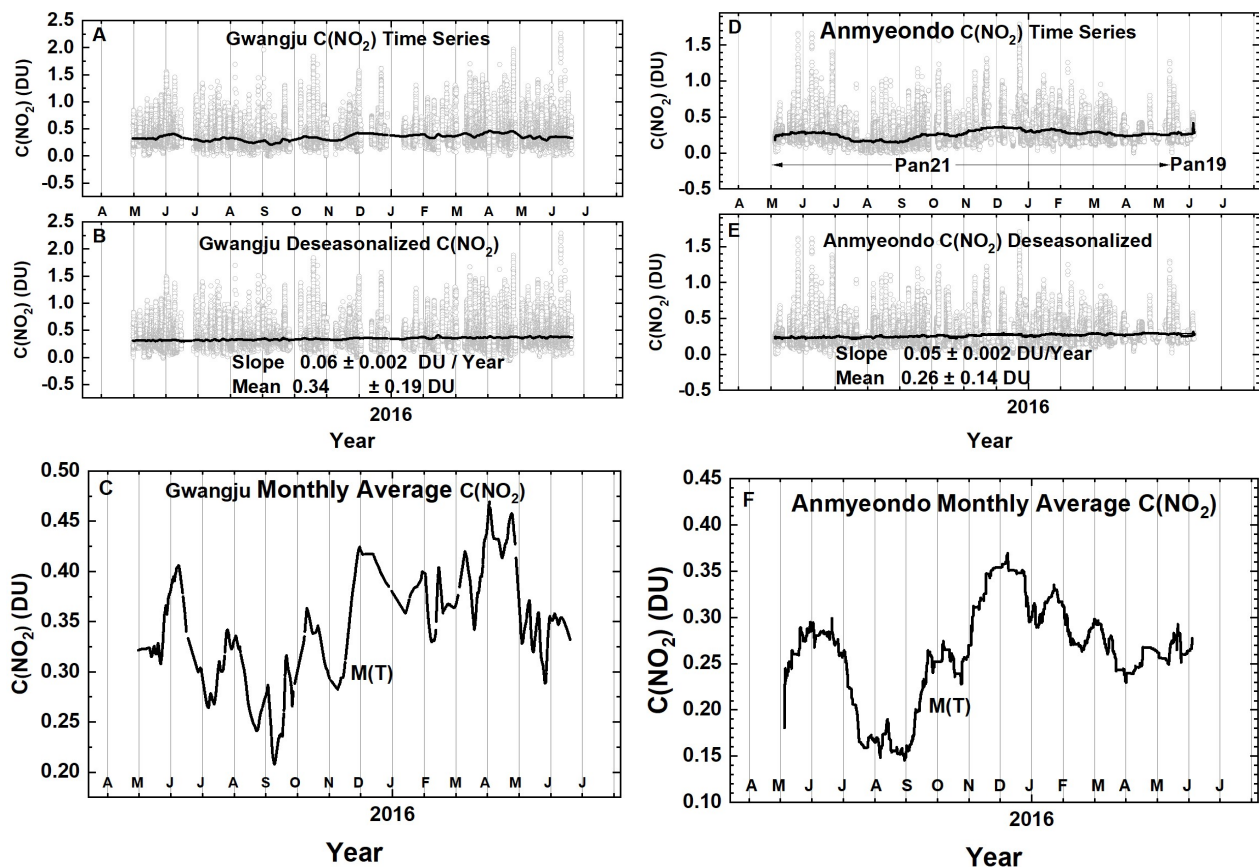 A
Gwangju C(NO₂) Time Series
C(NO₂) (DU)
2.5
2.0
1.5
1.0
0.5
0.0
-0.5
A M J J A S O N D J F M A M J J
B
Gwangju Deseasonalized C(NO₂)
C(NO₂) (DU)
2.5
2.0
1.5
1.0
0.5
0.0
-0.5
Slope 0.06 ± 0.002 DU / Year
Mean 0.34 ± 0.19 DU
2016
Year
D
Anmyeondo C(NO₂) Time Series
C(NO₂) (DU)
2.0
1.5
1.0
0.5
0.0
-0.5
Pan21
Pan19
A M J J A S O N D J F M A M J J
E
Anmyeondo C(NO₂) Deseasonalized
C(NO₂) (DU)
1.5
1.0
0.5
0.0
-0.5
Slope 0.05 ± 0.002 DU/Year
Mean 0.26 ± 0.14 DU
2016
Year
C
Gwangju Monthly Average C(NO₂)
C(NO₂) (DU)
0.50
0.45
0.40
0.35
0.30
0.25
0.20
M(T)
A M J J A S O N D J F M A M J J
2016
Year
F
Anmyeondo Monthly Average C(NO₂)
C(NO₂) (DU)
0.45
0.40
0.35
0.30
0.25
0.20
0.15
0.10
M(T)
A M J J A S O N D J F M A M J J
2016
Year